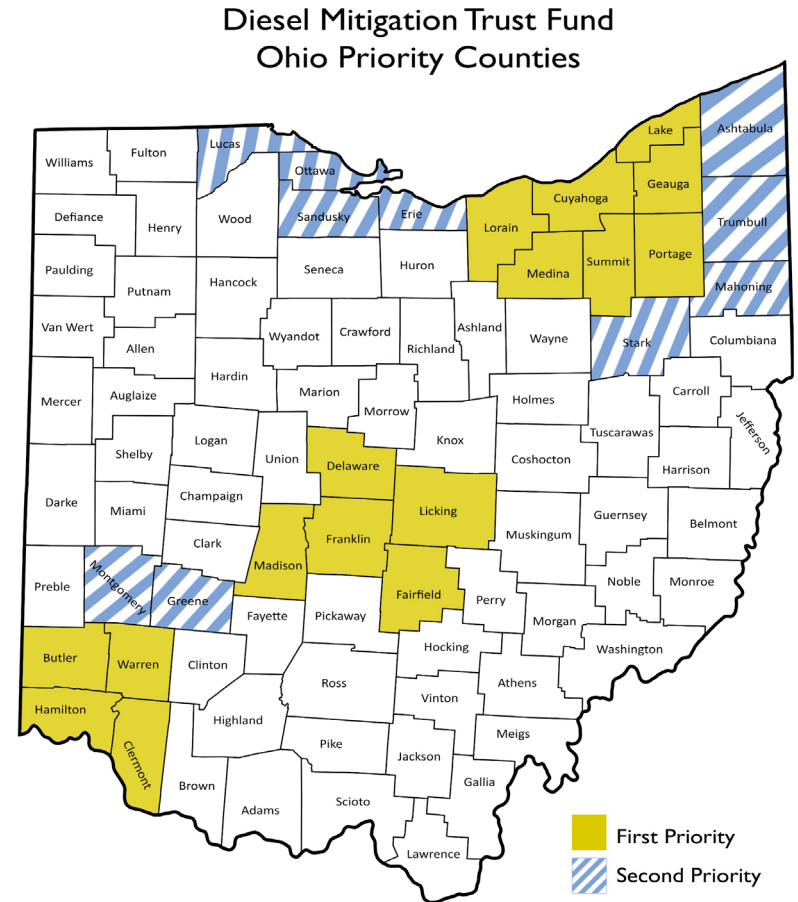 Diesel Mitigation Trust Fund
Ohio Priority Counties
Lake
Ashtabula
Lucas
Fulton
Williams
Ottawa
Geauga
Cuyahoga
Defiance
Henry
Wood
Sandusky
Erie
Lorain
Trumbull
Paulding
Putnam
Hancock
Seneca
Huron
Medina
Summit
Portage
Mahoning
Van Wert
Allen
Wyandot
Crawford
Richland
Ashland
Wayne
Stark
Columbiana
Mercer
Auglaize
Hardin
Marion
Morrow
Holmes
Carroll
Jefferson
Shelby
Logan
Union
Delaware
Knox
Coshocton
Tuscarawas
Harrison
Darke
Miami
Champaign
Clark
Licking
Franklin
Muskingum
Guernsey
Belmont
Preble
Montgomery
Greene
Madison
Fairfield
Perry
Noble
Monroe
Fayette
Pickaway
Morgan
Washington
Butler
Warren
Clinton
Hocking
Ross
Athens
Vinton
Hamilton
Clermont
Highland
Pike
Meigs
Jackson
Gallia
Brown
Adams
Scioto
Lawrence
First Priority
Second Priority